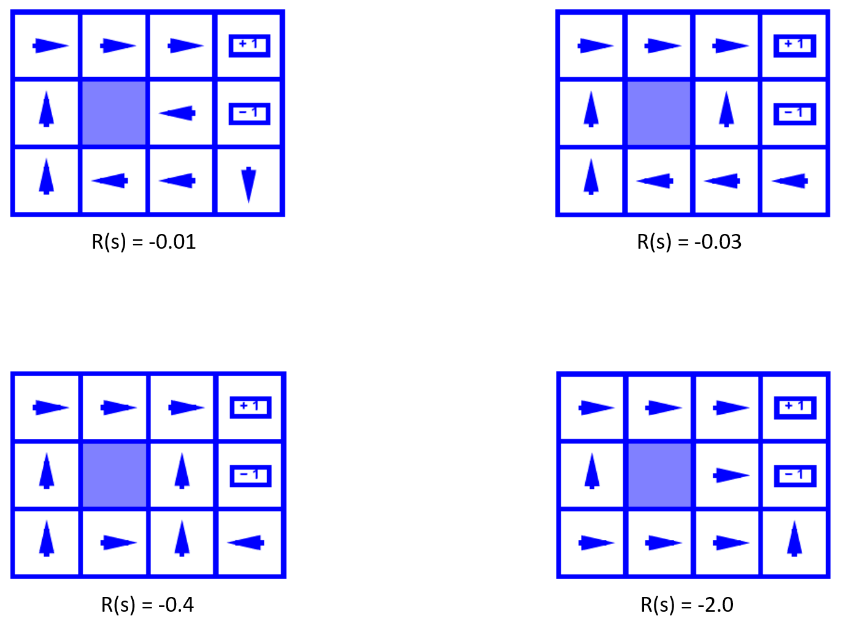 + 1
- 1
R(s) = -0.01
+ 1
- 1
R(s) = -0.03
+ 1
- 1
R(s) = -0.4
+ 1
- 1
R(s) = -2.0